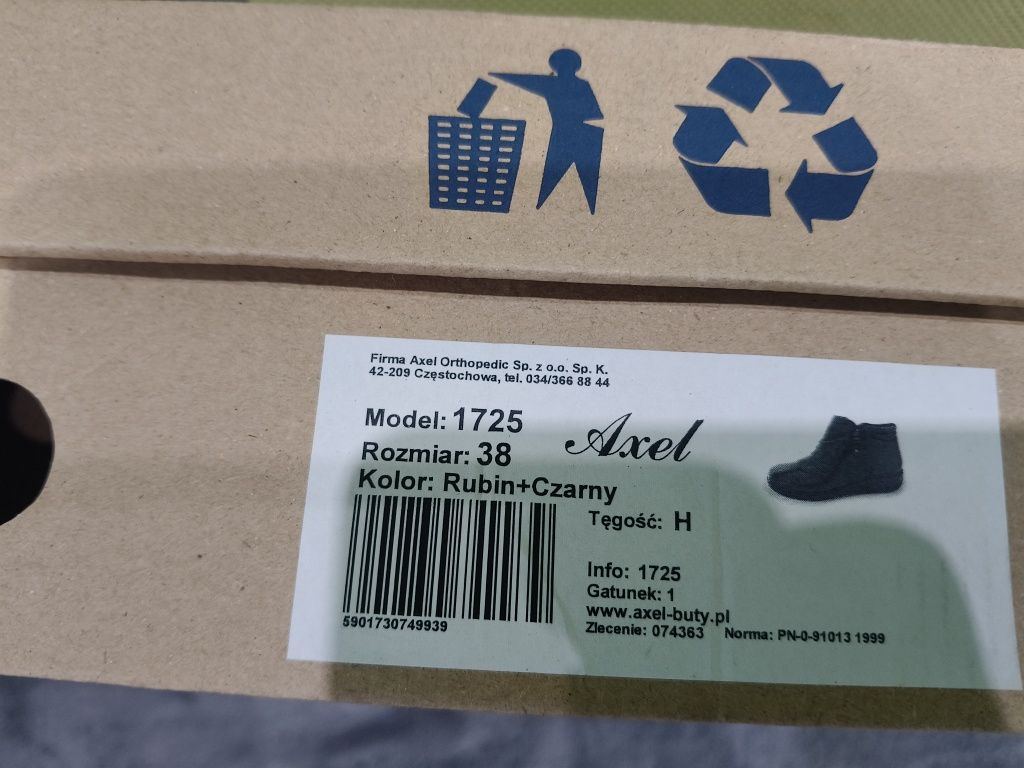 Firma Axel Orthopedic Sp. z o.o. Sp. K.
42-209 Częstochowa, tel. 034/366 88 44
Model: 1725
Rozmiar: 38
Axel
Kolor: Rubin+Czarny
Tęgość: H
Info: 1725
Gatunek: 1
www.axel-buty.pl
5901730749939
Zlecenie: 074363 Norma: PN-0-91013 1999